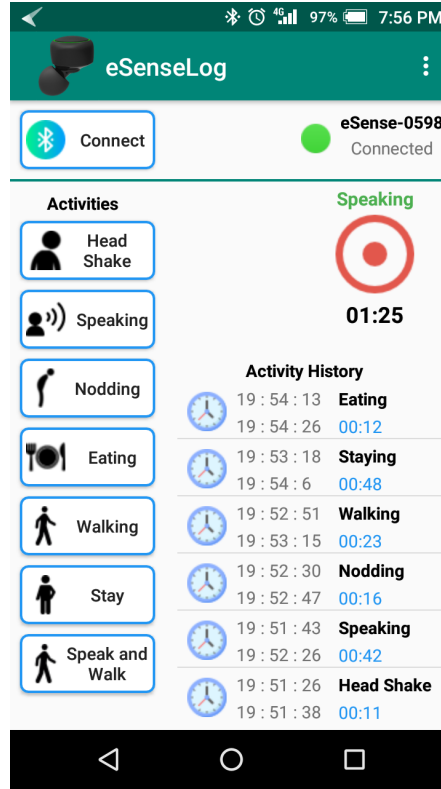 4G 97% 7:56 PM
eSenseLog
Connect
eSense-0598
Connected
Activities
Head
Shake
Speaking
Nodding
Eating
Walking
Stay
Speak and
Walk
Speaking
01:25
Activity History
19 : 54 : 13 Eating
19 : 54 : 26 00:12
19 : 53 : 18 Staying
19 : 54 : 6 00:48
19 : 52 : 51 Walking
19 : 53 : 15 00:23
19 : 52 : 30 Nodding
19 : 52 : 47 00:16
19 : 51 : 43 Speaking
19 : 52 : 26 00:42
19 : 51 : 26 Head Shake
19 : 51 : 38 00:11